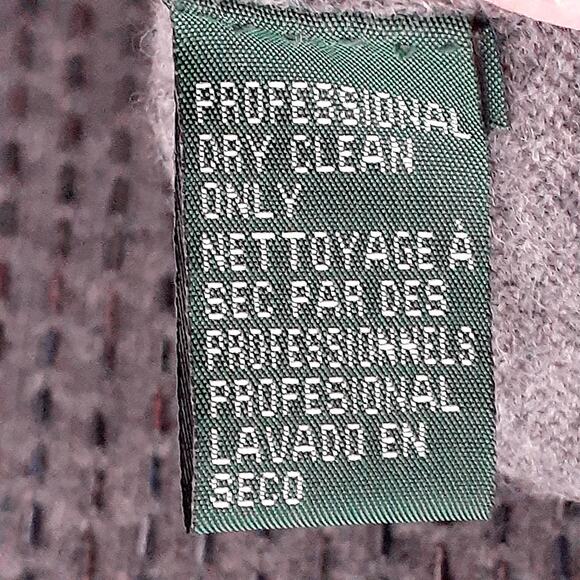 PROFESSIONAL
DRY CLEAN
ONLY
NETTOYAGE À
SEC PAR DES
PROFESSIONNELS
PROFESIONAL
LAVADO EN
SECO